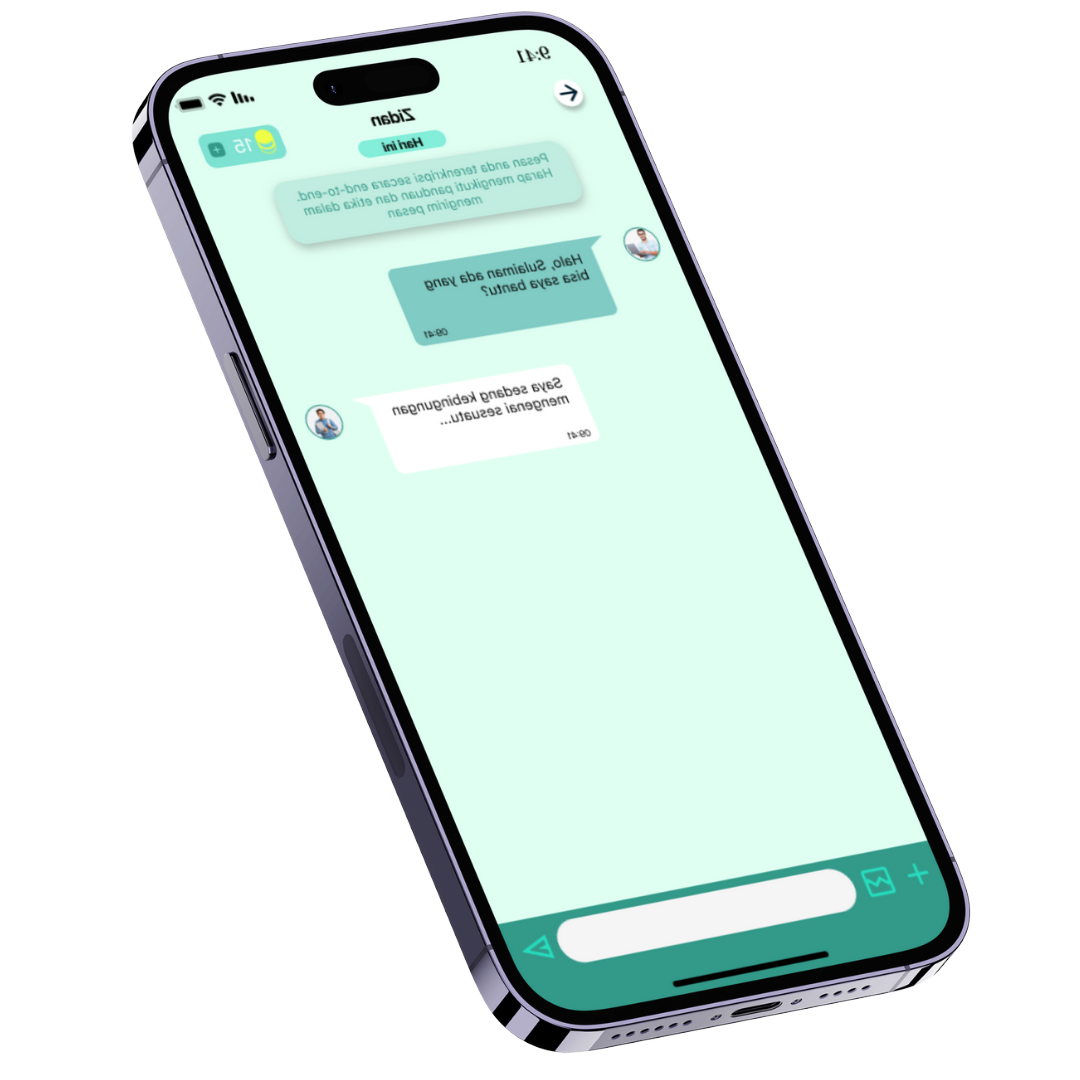 9:41
Zidan
15
Hari ini
Pesan anda terenkripsi secara end-to-end.
Harap mengikuti panduan dan etika dalam
mengirim pesan
Halo, Sulaiman ada yang
bisa saya bantu?
09:41
Saya sedang kebingungan
mengenai sesuatu...
09:41